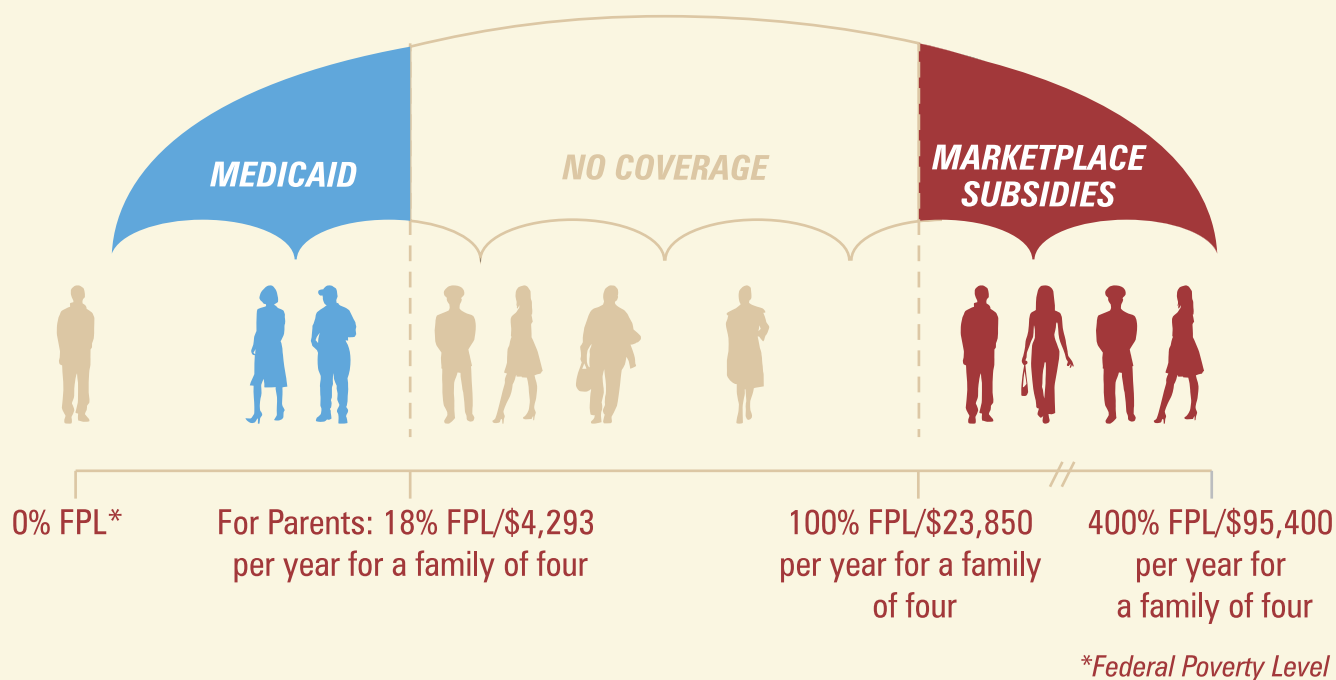 MEDICAID
NO COVERAGE
MARKETPLACE
SUBSIDIES
0% FPL*
For Parents: 18% FPL/$4,293
per year for a family of four
100% FPL/$23,850
per year for a family
of four
400% FPL/$95,400
per year for
a family of four
*Federal Poverty Level